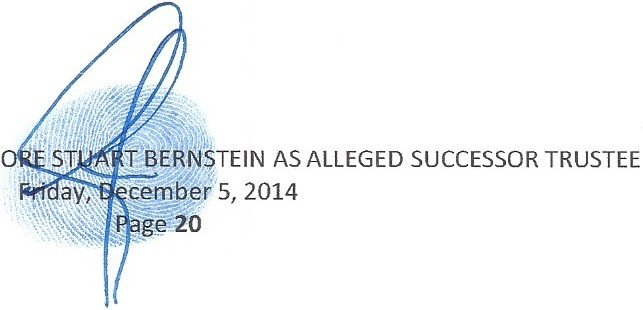 ORE STUART BERNSTEIN AS ALLEGED SUCCESSOR TRUSTEE
Friday, December 5, 2014
Page 20